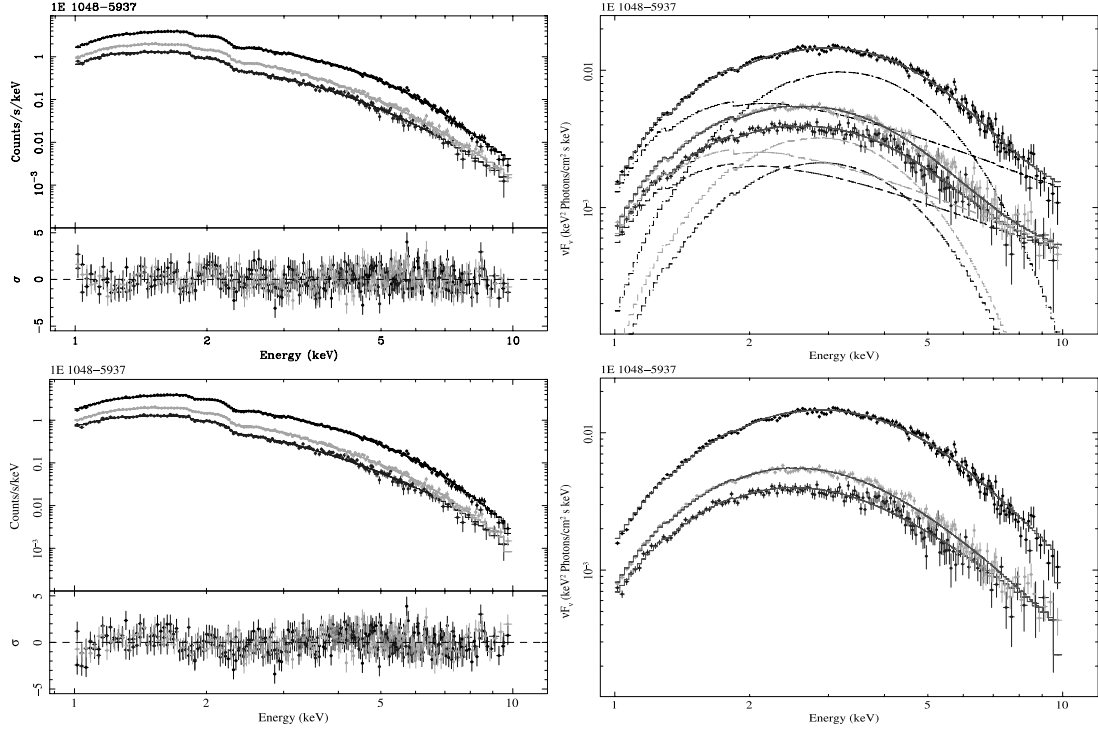 1E 1048−5937
1
0.1
0.01
10⁻³
Counts/s/keV
5
0
−5
σ
1
2
5
10
Energy (keV)
1E 1048−5937
0.01
10⁻³
νFᵥ (keV² Photons/cm² s keV)
1
2
5
10
Energy (keV)
1E 1048−5937
1
0.1
0.01
10⁻³
Counts/s/keV
5
0
−5
σ
1
2
5
10
Energy (keV)
1E 1048−5937
0.01
10⁻³
νFᵥ (keV² Photons/cm² s keV)
1
2
5
10
Energy (keV)